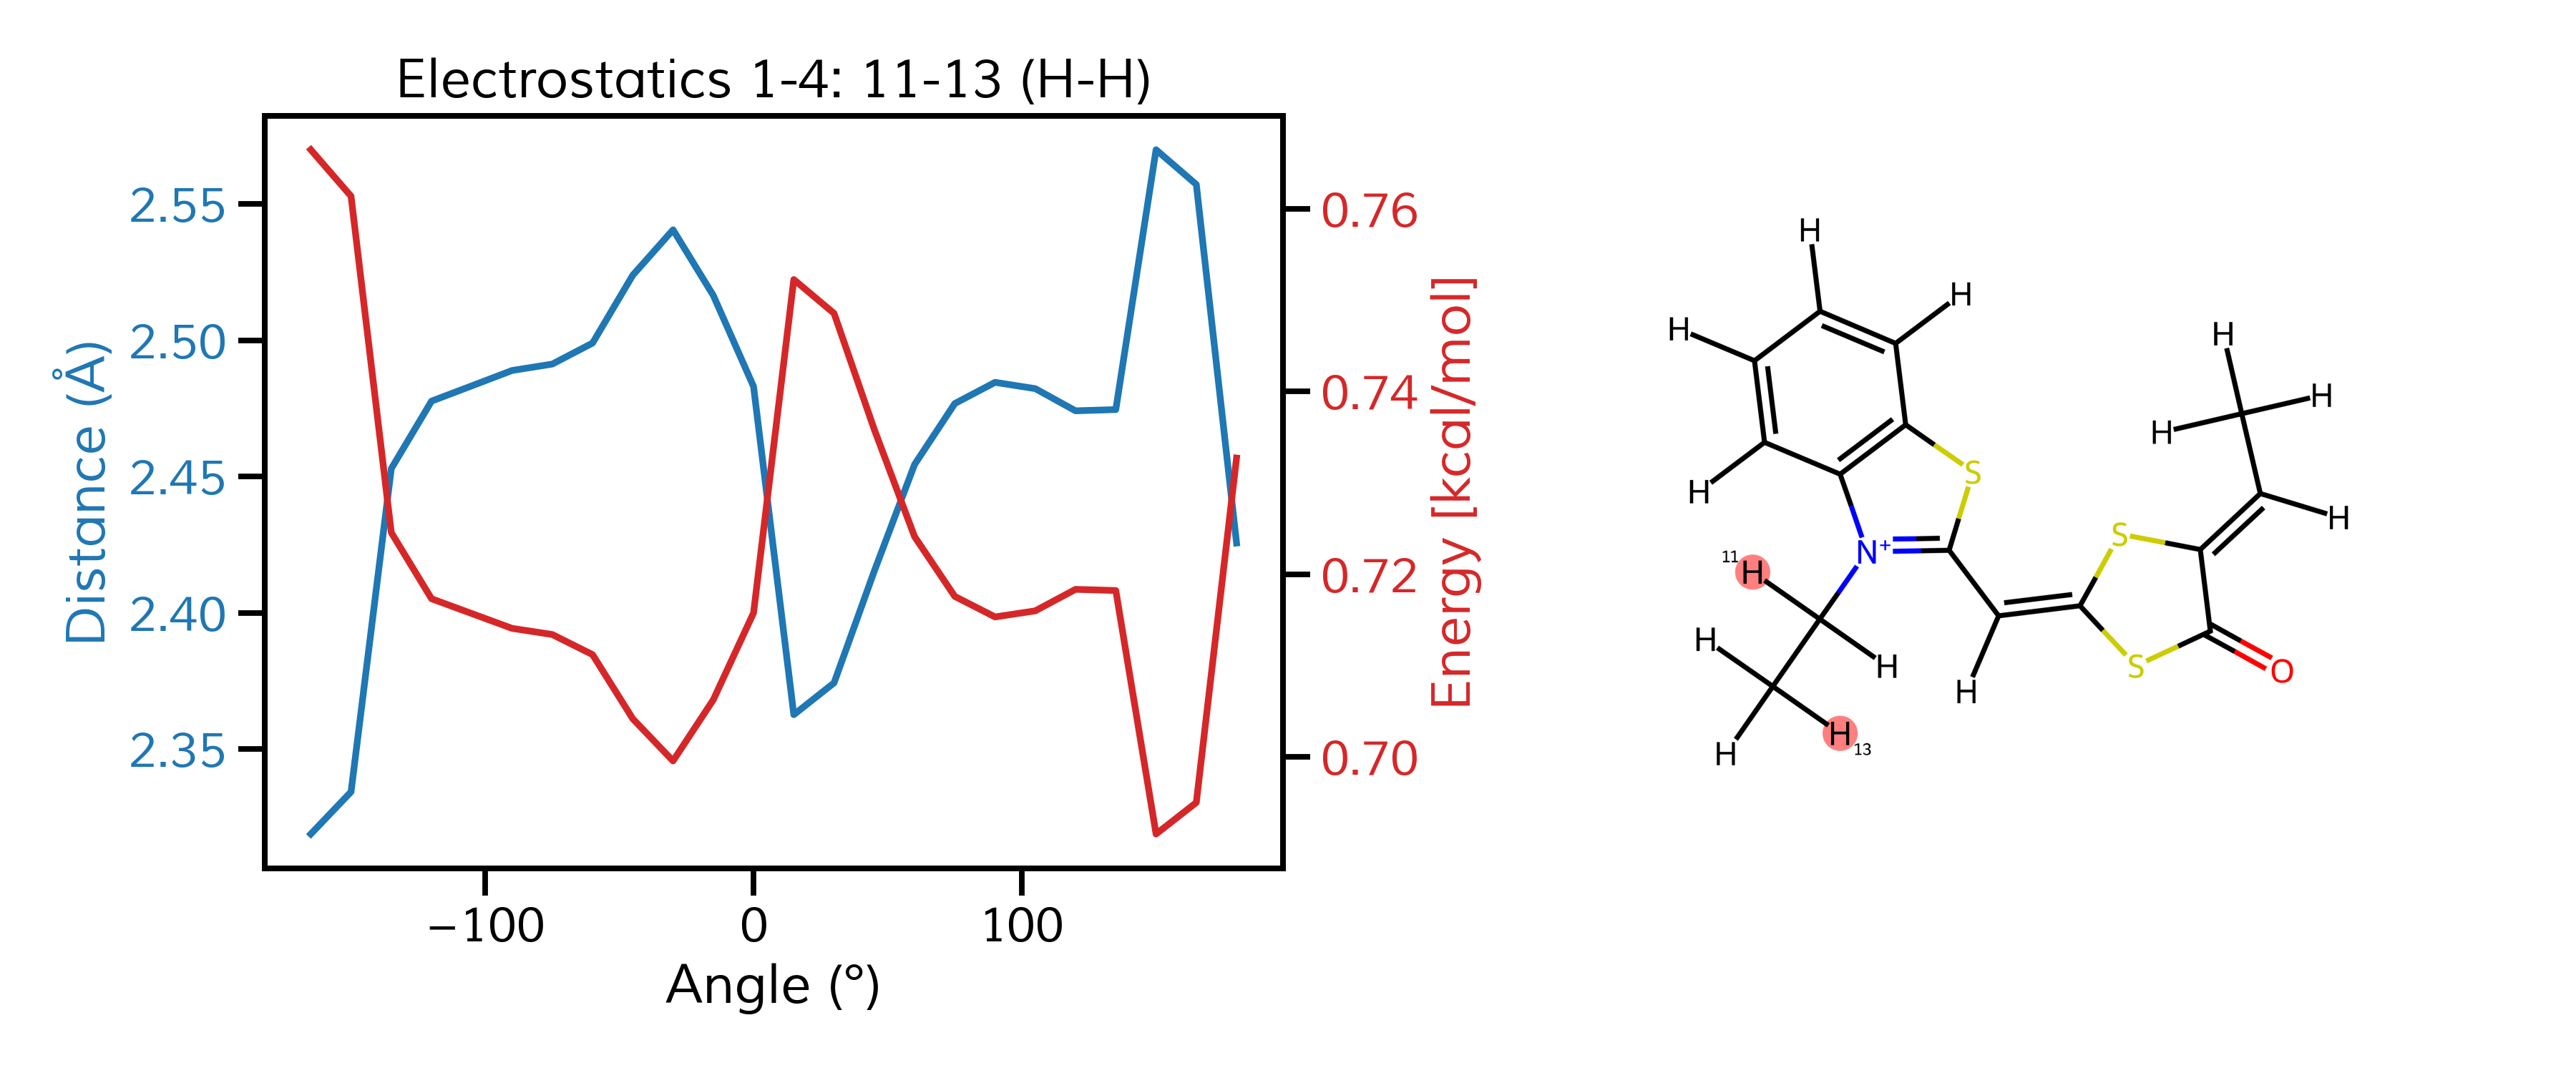 Electrostatics 1-4: 11-13 (H-H)
Distance (Å)
2.55
2.50
2.45
2.40
2.35
0.76
0.74
0.72
0.70
Energy [kcal/mol]
−100 0 100
Angle (°)
H
H
H
H
S
H
H
H
H
N+
S
11
H
H
H
H
S
O
H
H
13